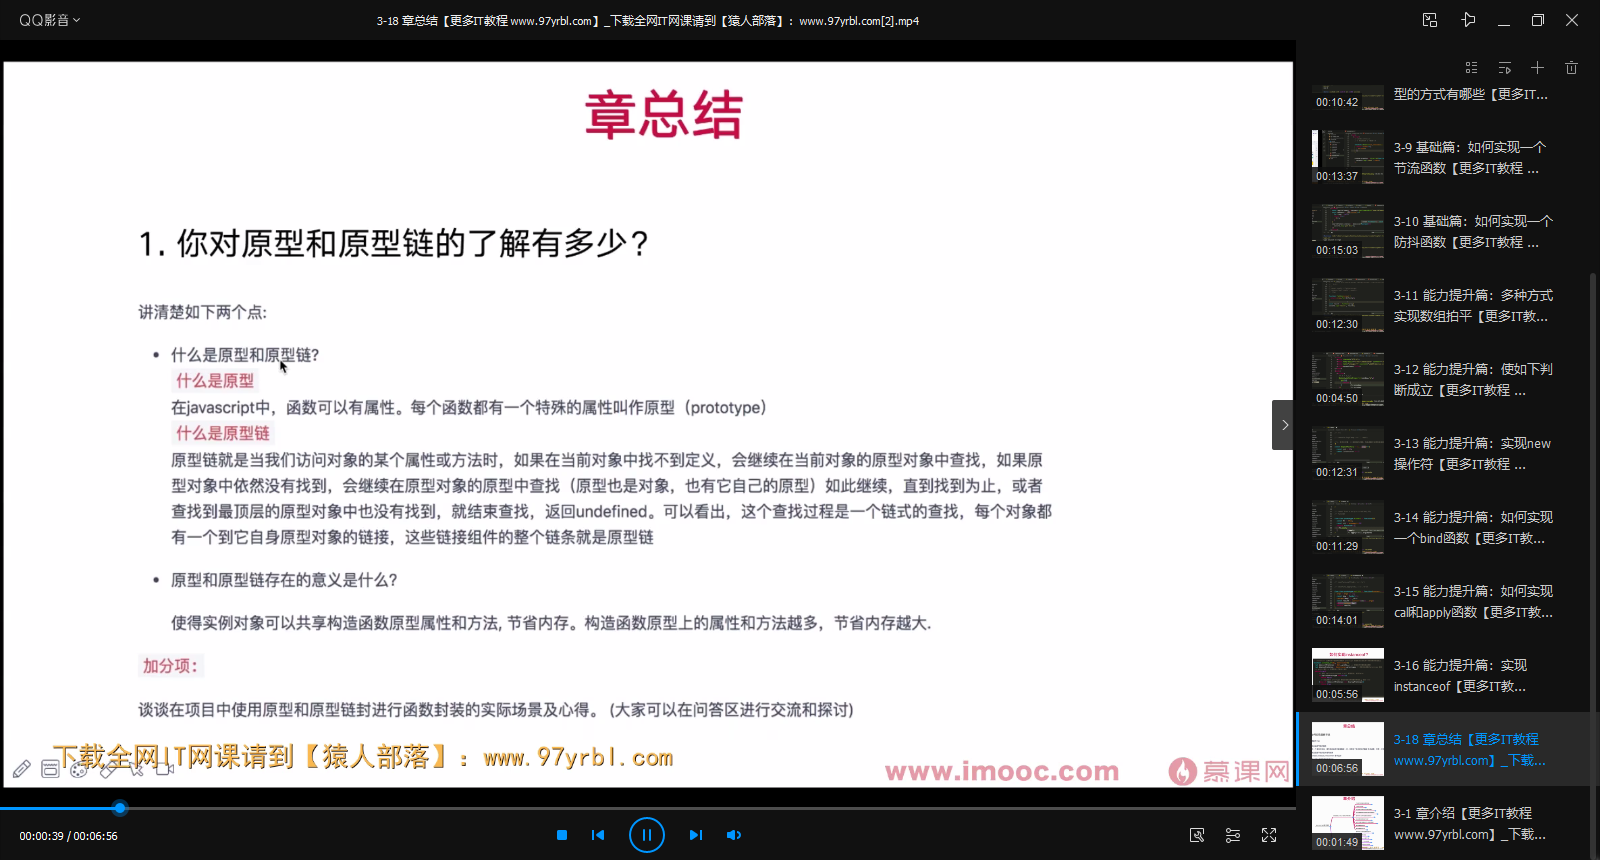 QQ影音
3-18 章总结【更多IT教程 www.97yrbl.com】_下载全网IT网课请到【猿人部落】：www.97yrbl.com[2].mp4
章总结
1. 你对原型和原型链的了解有多少？
讲清楚如下两个点:
• 什么是原型和原型链?
什么是原型
在javascript中，函数可以有属性。每个函数都有一个特殊的属性叫作原型（prototype）
什么是原型链
原型链就是当我们访问对象的某个属性或方法时，如果在当前对象中找不到定义，会继续在当前对象的原型对象中查找，如果原
型对象中依然没有找到，会继续在原型对象的原型中查找（原型也是对象，也有它自己的原型）如此继续，直到找到为止，或者
查找到最顶层的原型对象中也没有找到，就结束查找，返回undefined。可以看出，这个查找过程是一个链式的查找，每个对象都
有一个到它自身原型对象的链接，这些链接组件的整个链条就是原型链
• 原型和原型链存在的意义是什么?
使得实例对象可以共享构造函数原型属性和方法, 节省内存。构造函数原型上的属性和方法越多，节省内存越大.
加分项：
谈谈在项目中使用原型和原型链封进行函数封装的实际场景及心得。(大家可以在问答区进行交流和探讨)
下载全网IT网课请到【猿人部落】：www.97yrbl.com
www.imooc.com
慕课网
00:00:39 / 00:06:56
00:10:42
型的方式有哪些【更多IT...
00:13:37
3-9 基础篇：如何实现一个
节流函数【更多IT教程 ...
00:15:03
3-10 基础篇：如何实现一个
防抖函数【更多IT教程 ...
00:12:30
3-11 能力提升篇：多种方式
实现数组拍平【更多IT教...
00:04:50
3-12 能力提升篇：使如下判
断成立【更多IT教程 ...
00:12:31
3-13 能力提升篇：实现new
操作符【更多IT教程 ...
00:11:29
3-14 能力提升篇：如何实现
一个bind函数【更多IT教...
00:14:01
3-15 能力提升篇：如何实现
call和apply函数【更多IT教...
00:05:56
3-16 能力提升篇：实现
instanceof【更多IT教...
00:06:56
3-18 章总结【更多IT教程
www.97yrbl.com】_下载...
00:01:49
3-1 章介绍【更多IT教程
www.97yrbl.com】_下载...